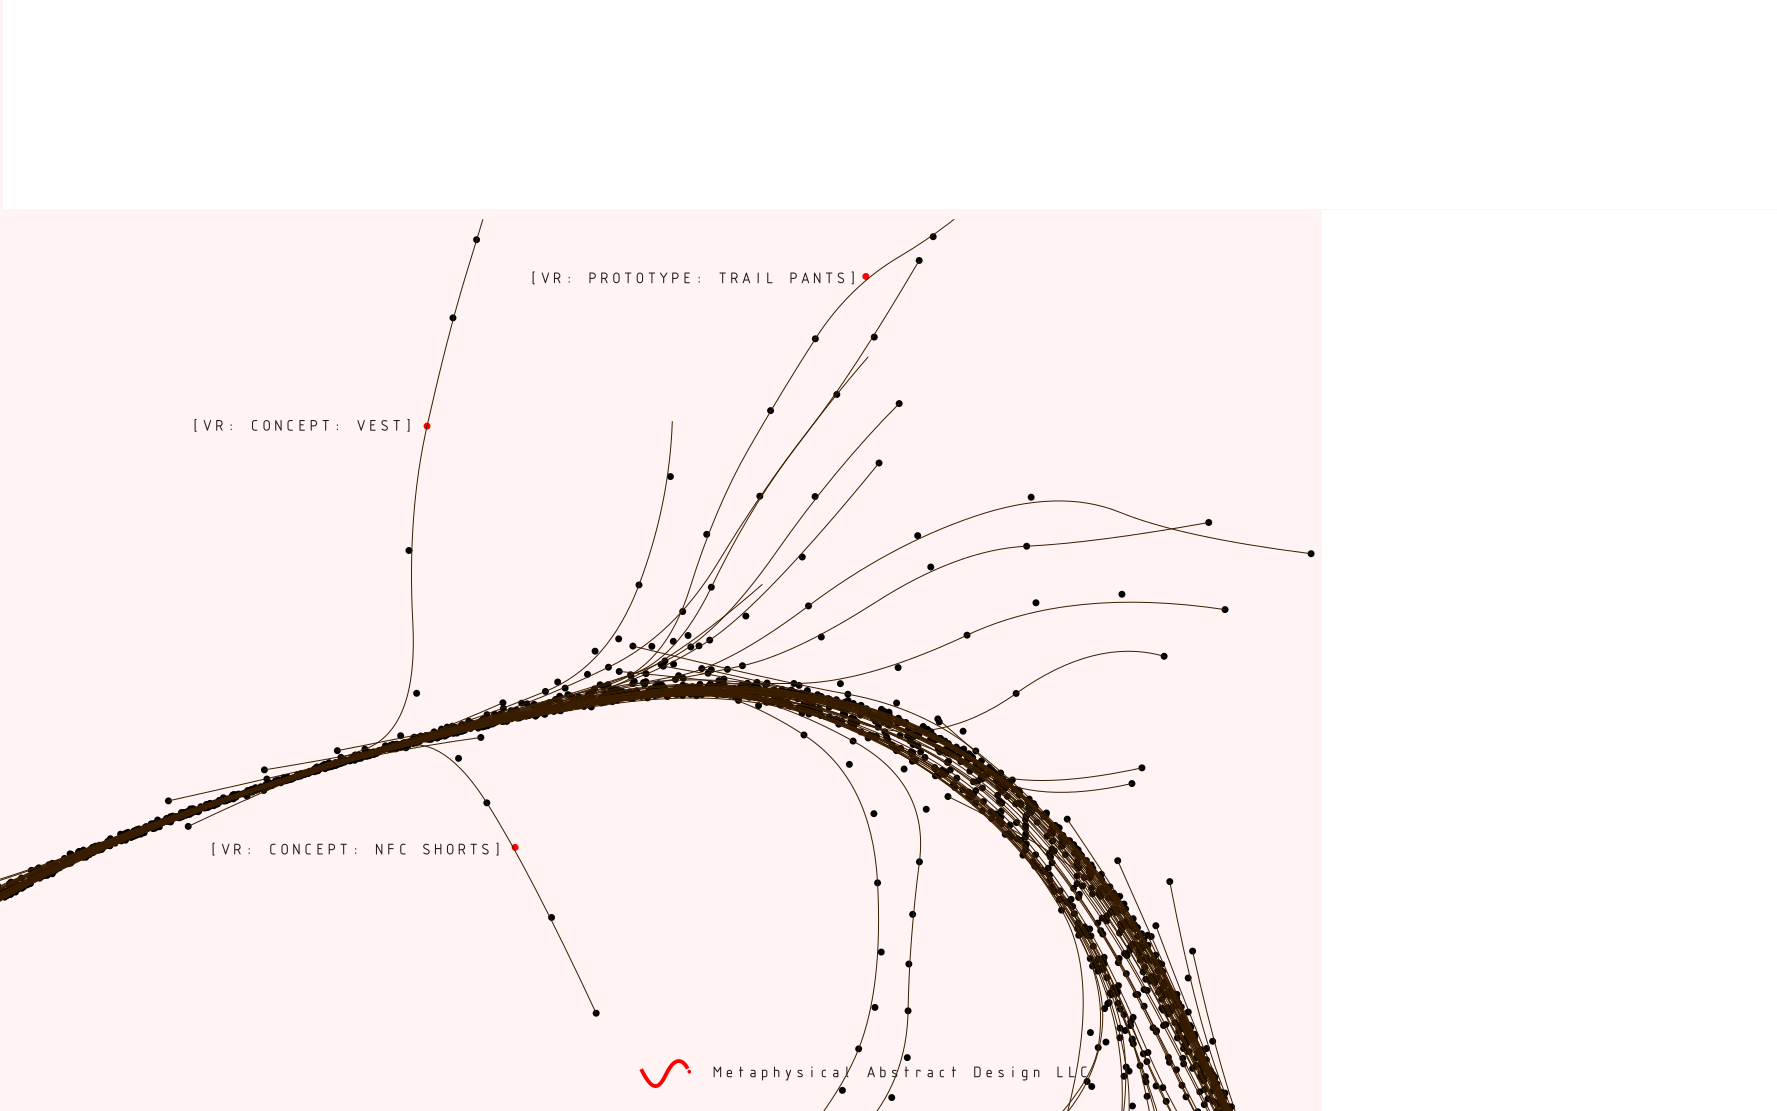 [VR: PROTOTYPE: TRAIL PANTS]
[VR: CONCEPT: VEST]
[VR: CONCEPT: NFC SHORTS]
Metaphysical Abstract Design LLC